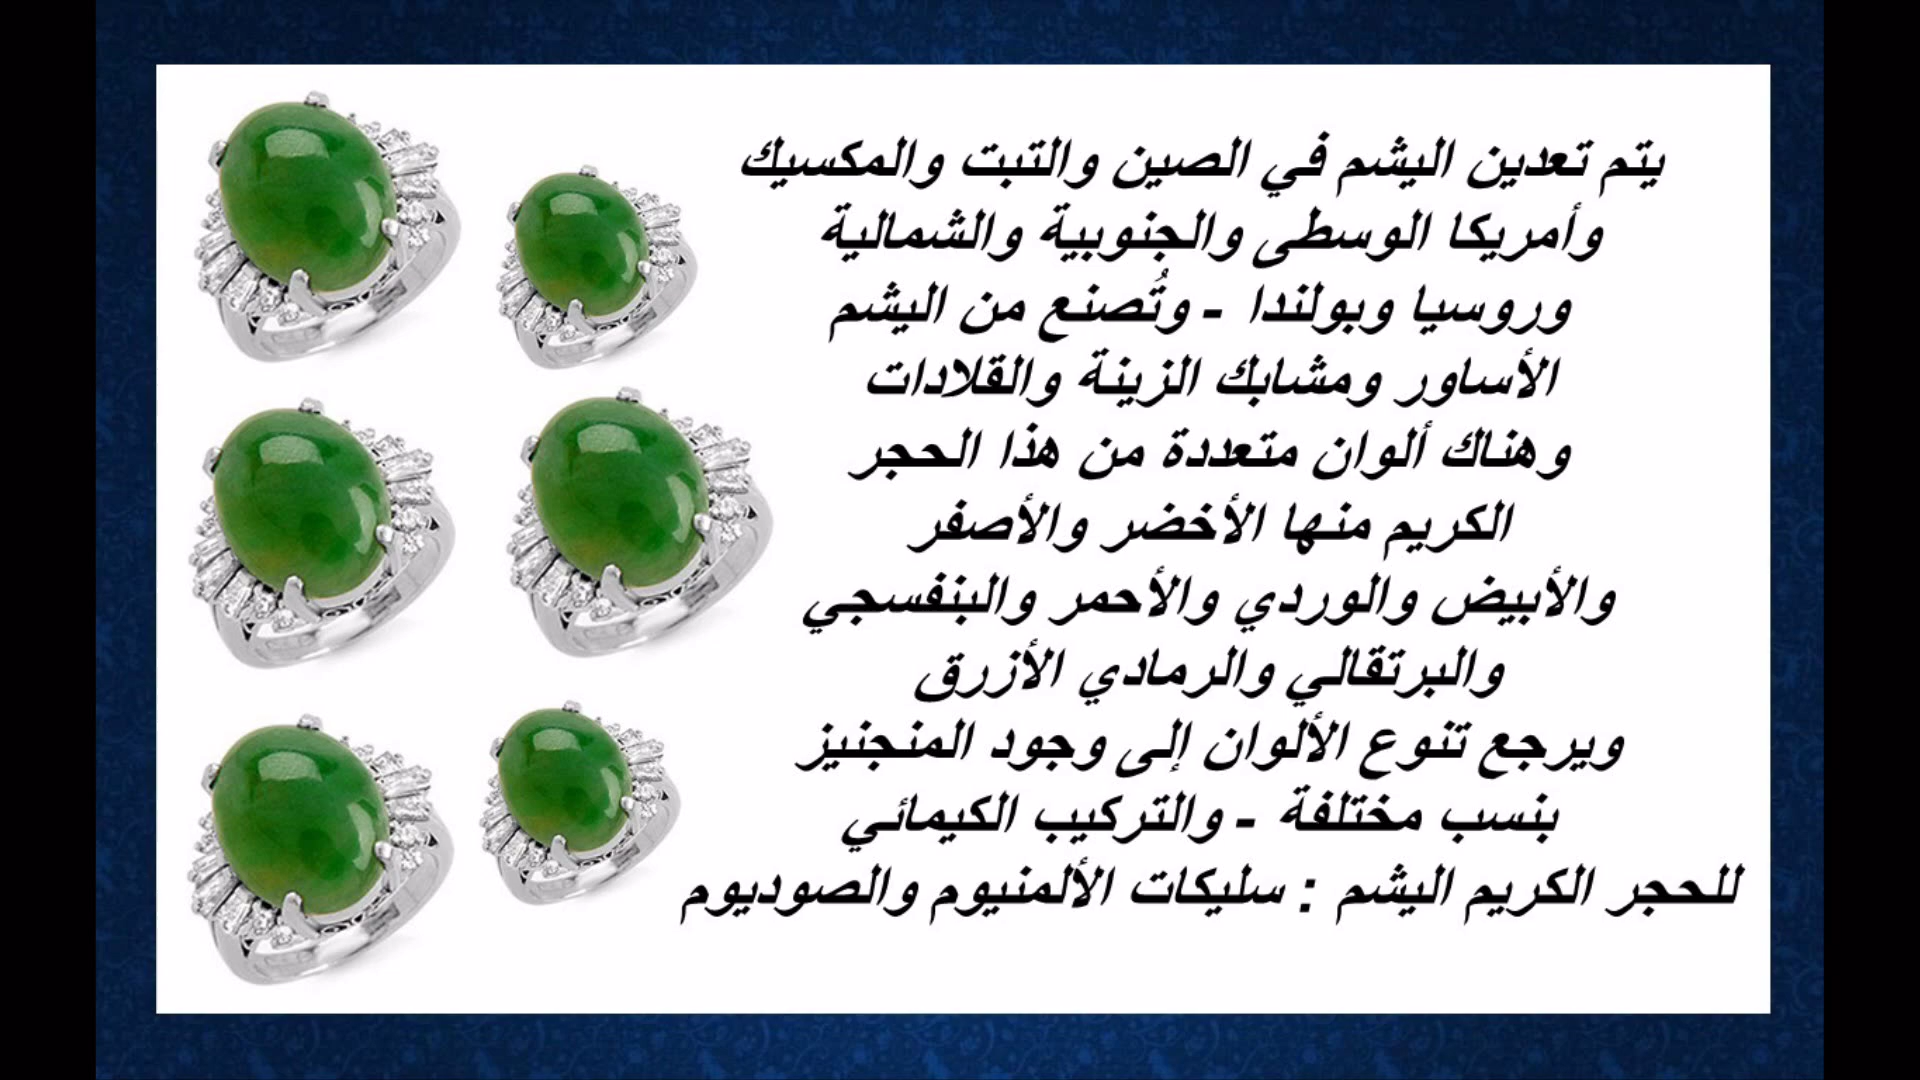 يتم تعدين اليشم في الصين والتبت والمكسيك
وأمريكا الوسطى والجنوبية والشمالية
وروسيا وبولندا - وتُصنع من اليشم
الأساور ومشابك الزينة والقلادات
وهناك ألوان متعددة من هذا الحجر
الكريم منها الأخضر والأصفر
والأبيض والوردي والأحمر والبنفسجي
والبرتقالي والرمادي الأزرق
ويرجع تنوع الألوان إلى وجود المنجنيز
بنسب مختلفة - والتركيب الكيمائي
للحجر الكريم اليشم : سليكات الألمنيوم والصوديوم